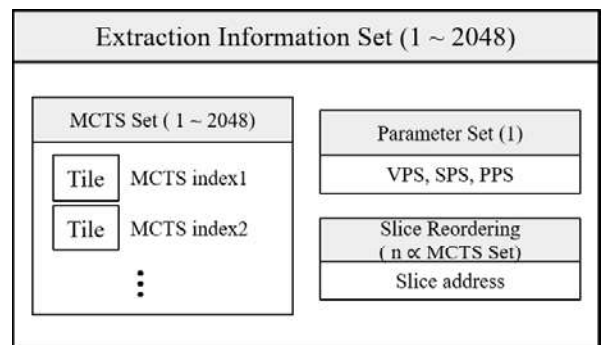 Extraction Information Set (1 ~ 2048)
MCTS Set ( 1 ~ 2048)
Tile MCTS index1
Tile MCTS index2
⋮
Parameter Set (1)
VPS, SPS, PPS
Slice Reordering
( n ∝ MCTS Set)
Slice address